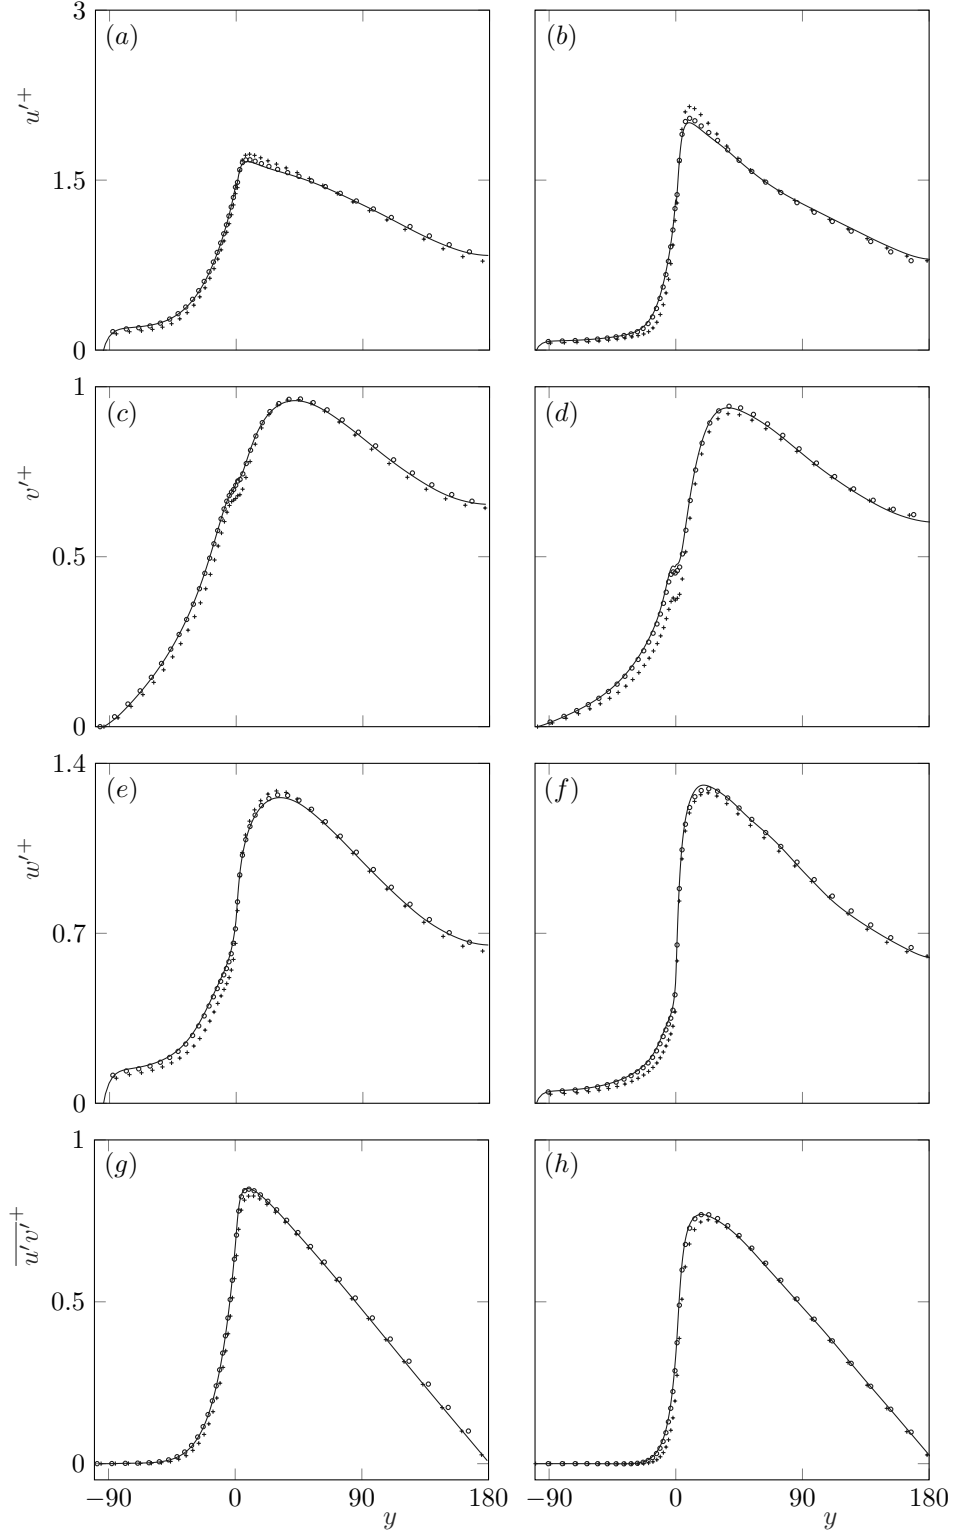 3
(a)
(b)
u′+
1.5
0
1
(c)
(d)
v′+
0.5
0
1.4
(e)
(f)
w′+
0.7
0
1
(g)
(h)
u′v′+
0.5
0
−90 0 90 180
−90 0 90 180
y
y